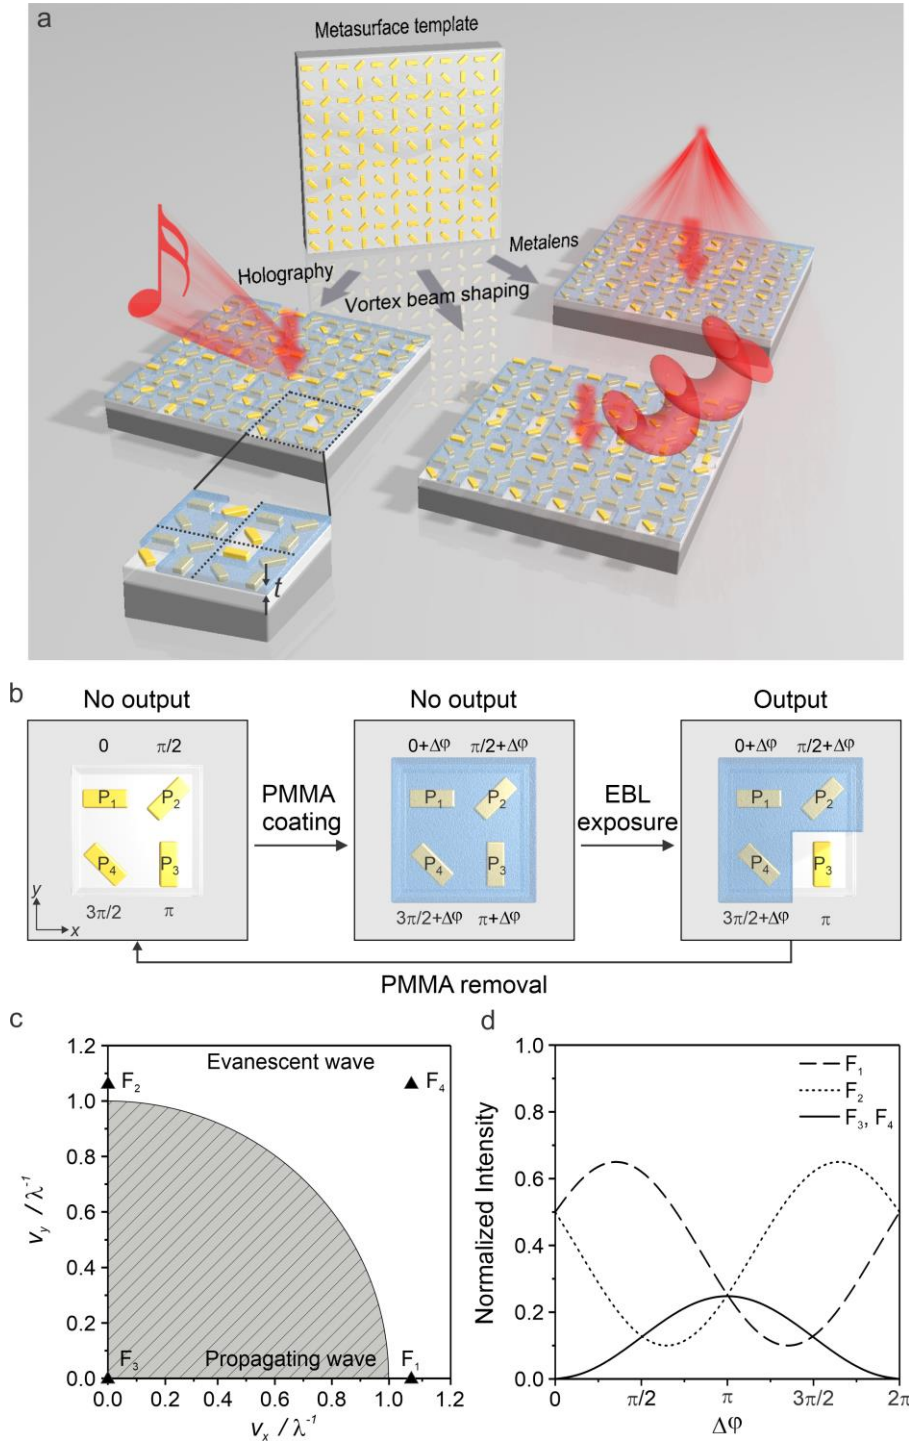 a
Metasurface template
Metalens
Holography
Vortex beam shaping
t
b
No output
No output
Output
0
π/2
0+Δφ
π/2+Δφ
0+Δφ
π/2+Δφ
P₁
P₂
PMMA
coating
P₁
P₂
EBL
exposure
P₁
P₂
P₄
P₃
P₄
P₃
P₄
P₃
y
x
3π/2
π
3π/2+Δφ
π+Δφ
3π/2+Δφ
π
PMMA removal
c
1.2
1.0
0.8
0.6
0.4
0.2
0.0
Evanescent wave
F₂
F₄
F₃
Propagating wave
F₁
0.0
0.2
0.4
0.6
0.8
1.0
1.2
νy / λ⁻¹
νx / λ⁻¹
d
1.0
0.8
0.6
0.4
0.2
0.0
F₁
F₂
F₃, F₄
Normalized Intensity
0
π/2
π
3π/2
2π
Δφ